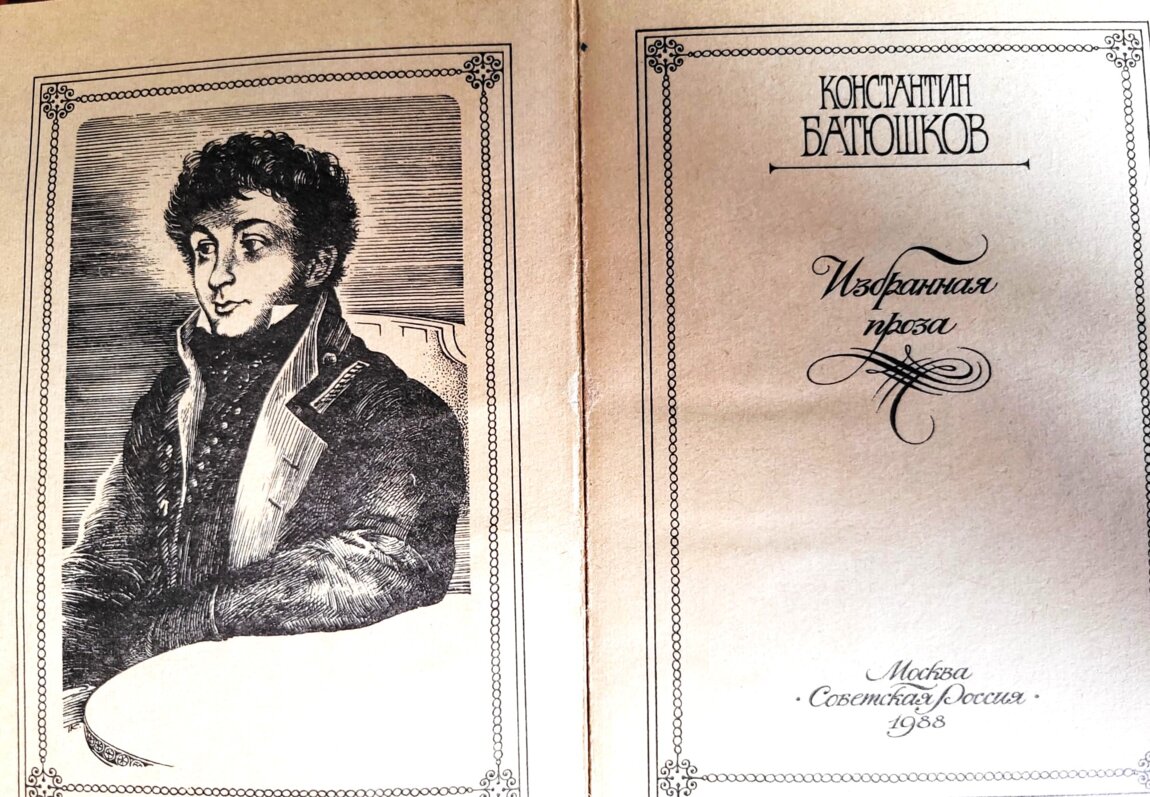 КОНСТАНТИН
БАТЮШКОВ
Избранная
проза
Москва
· Советская Россия ·
1988